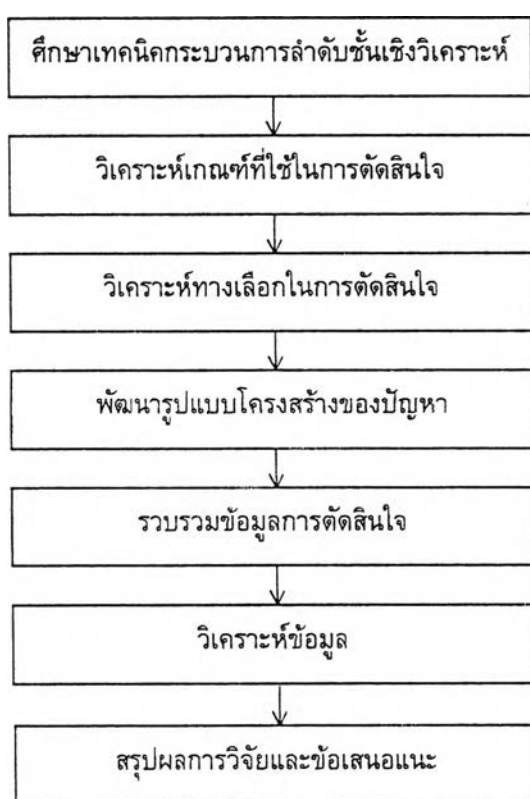 ศึกษาเทคนิคกระบวนการลำดับชั้นเชิงวิเคราะห์
วิเคราะห์เกณฑ์ที่ใช้ในการตัดสินใจ
วิเคราะห์ทางเลือกในการตัดสินใจ
พัฒนารูปแบบโครงสร้างของปัญหา
รวบรวมข้อมูลการตัดสินใจ
วิเคราะห์ข้อมูล
สรุปผลการวิจัยและข้อเสนอแนะ